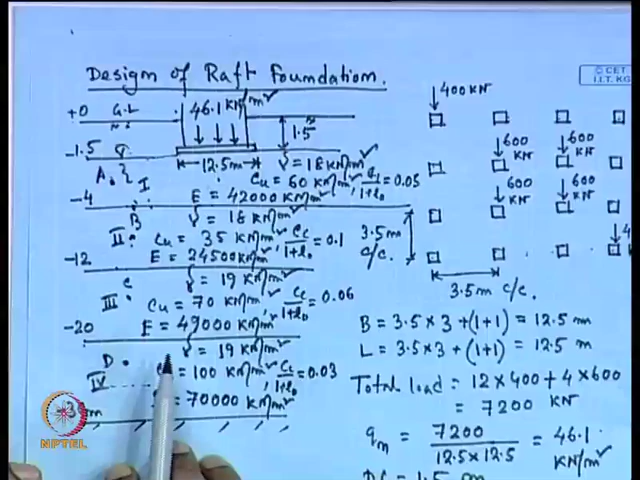 Design of Raft Foundation.
© CET
I.I.T. KGP
+0 G.L
46.1 KN/m²
1.5 m
-1.5
12.5m
γ = 18 KN/m³
A. I
Cu = 60 KN/m², Cc/1+e₀ = 0.05
E = 42000 KN/m²
-4
B
γ = 18 KN/m³
II Cu = 35 KN/m², Cc/1+e₀ = 0.1
E = 24500 KN/m²
-12
C
γ = 19 KN/m³
III Cu = 70 KN/m², Cc/1+e₀ = 0.06
E = 49000 KN/m²
-20
γ = 19 KN/m³
D
IV = 100 KN/m², Cc/1+e₀ = 0.03
= 70000 KN/m²
m
NPTEL
400 KN
600 KN
600 KN
600 KN
600 KN
3.5m c/c.
3.5m c/c.
B = 3.5×3 + (1+1) = 12.5 m
L = 3.5×3 + (1+1) = 12.5 m
Total load = 12×400 + 4×600
= 7200 KN
qn = 7200/12.5×12.5 = 46.1 KN/m²
= 1.5 m